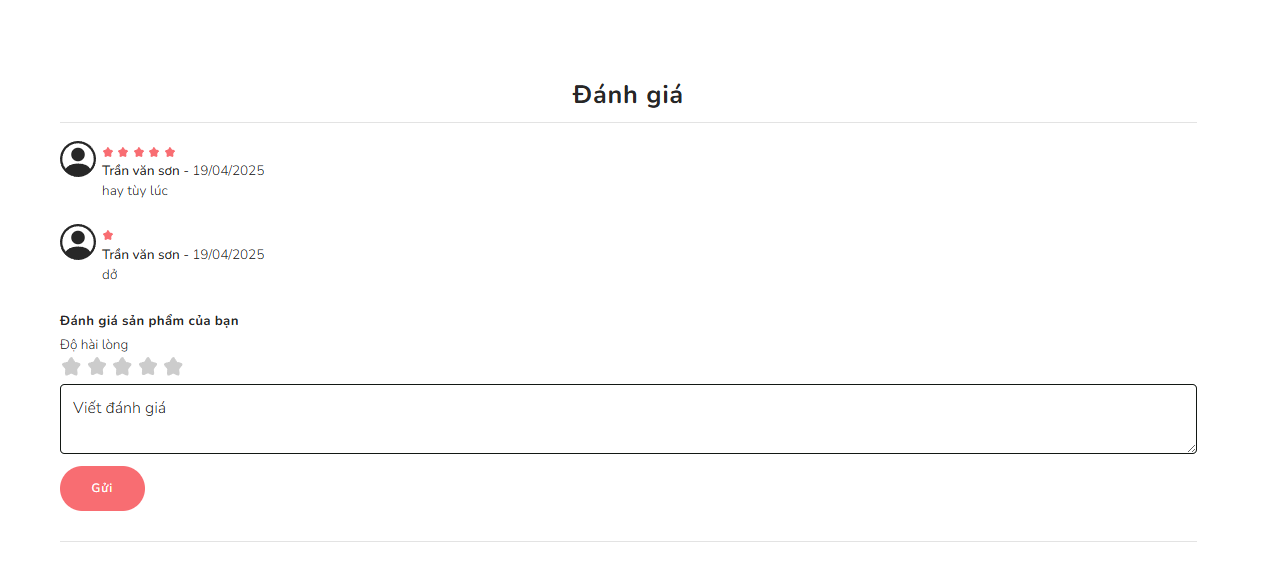 Đánh giá
Trần văn sơn - 19/04/2025
hay tùy lúc
Trần văn sơn - 19/04/2025
dở
Đánh giá sản phẩm của bạn
Độ hài lòng
Viết đánh giá
Gửi